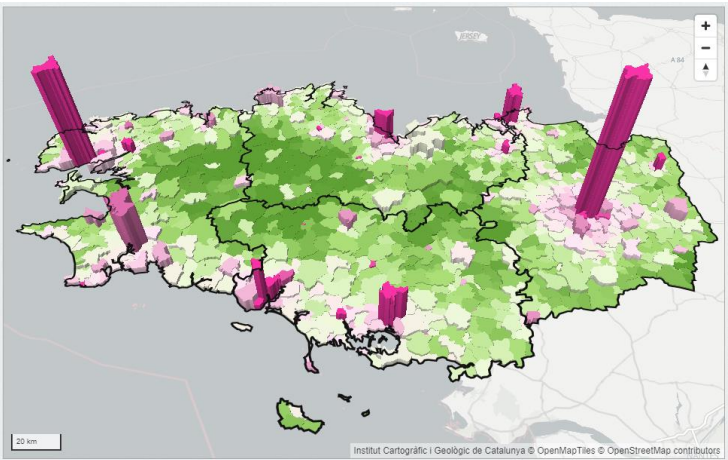 JERSEY
A 84
20 km
Institut Cartogràfic i Geològic de Catalunya © OpenMapTiles © OpenStreetMap contributors